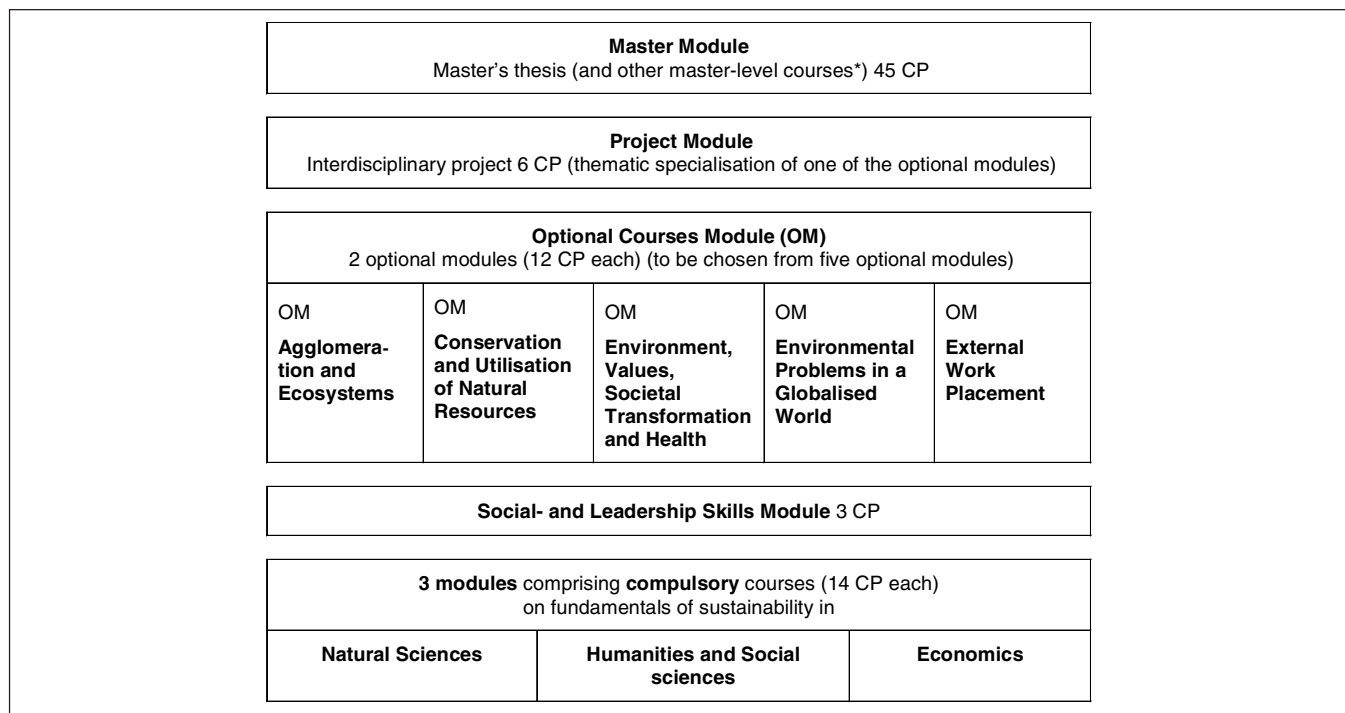 Master Module
Master's thesis (and other master-level courses*) 45 CP
Project Module
Interdisciplinary project 6 CP (thematic specialisation of one of the optional modules)
Optional Courses Module (OM)
2 optional modules (12 CP each) (to be chosen from five optional modules)
OM
Agglomera-
tion and
Ecosystems
OM
Conservation
and Utilisation
of Natural
Resources
OM
Environment,
Values,
Societal
Transformation
and Health
OM
Environmental
Problems in a
Globalised
World
OM
External
Work
Placement
Social- and Leadership Skills Module 3 CP
3 modules comprising compulsory courses (14 CP each)
on fundamentals of sustainability in
Natural Sciences
Humanities and Social
sciences
Economics